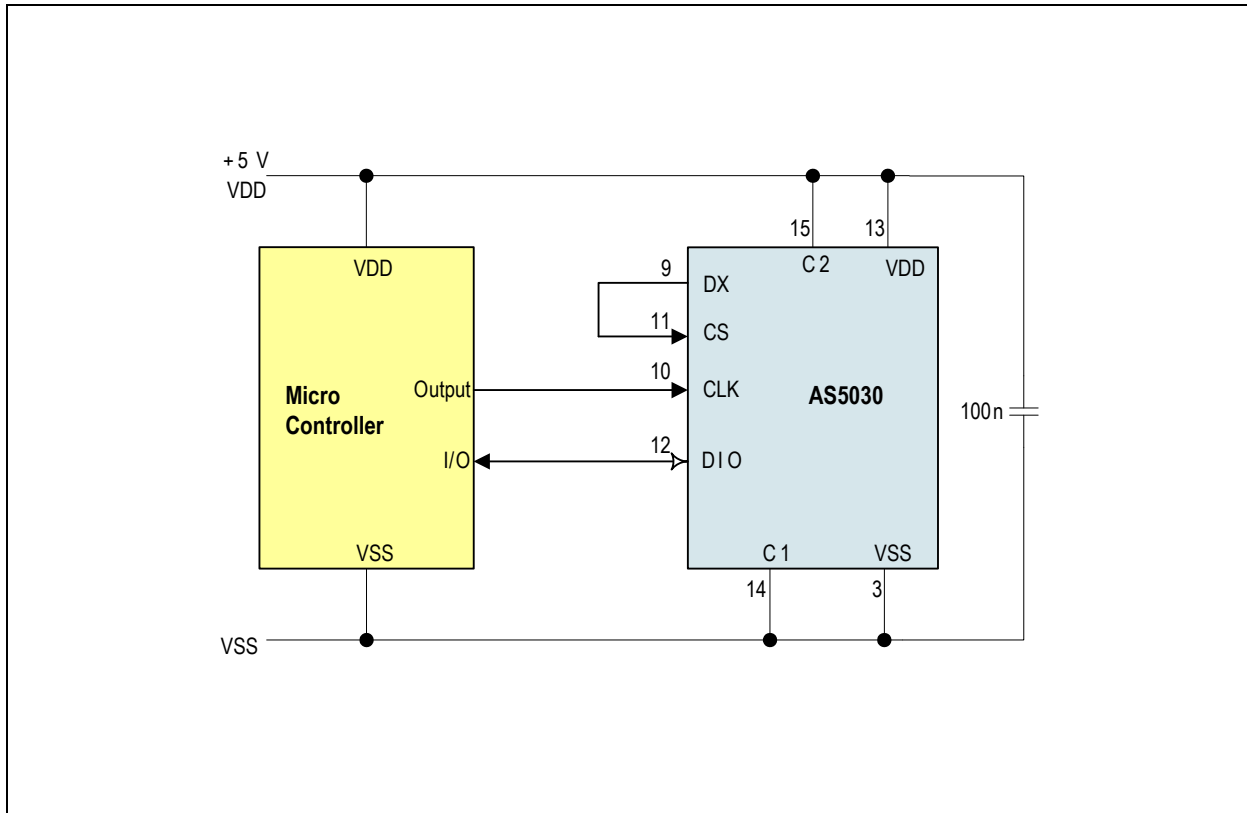 +5 V
VDD
15
13
VDD
C2
VDD
9
DX
11
CS
Micro
Controller
Output
10
CLK
AS5030
100n
I/O
12
DIO
VSS
C1
VSS
14
3
VSS